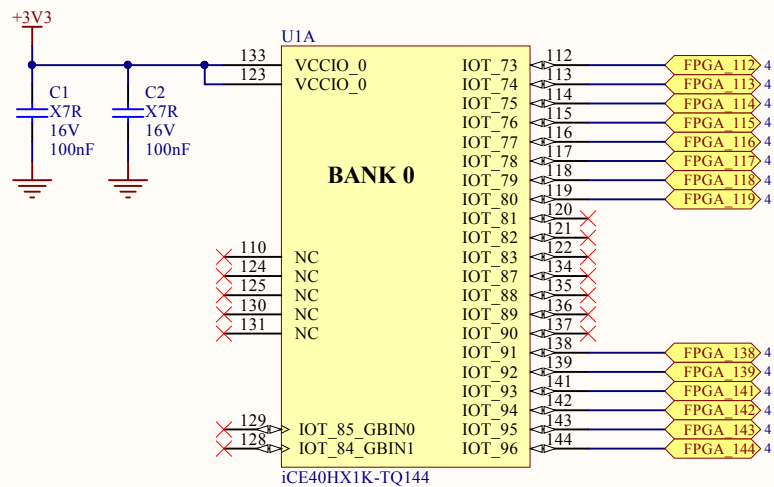 +3V3
U1A
133 VCCIO_0 IOT_73 112 FPGA_112 4
123 VCCIO_0 IOT_74 113 FPGA_113 4
C1 C2 IOT_75 114 FPGA_114 4
X7R X7R IOT_76 115 FPGA_115 4
16V 16V IOT_77 116 FPGA_116 4
100nF 100nF IOT_78 117 FPGA_117 4
BANK 0 IOT_79 118 FPGA_118 4
IOT_80 119 FPGA_119 4
IOT_81 120
IOT_82 121
110 NC IOT_83 122
124 NC IOT_87 134
125 NC IOT_88 135
130 NC IOT_89 136
131 NC IOT_90 137
IOT_91 138 FPGA_138 4
IOT_92 139 FPGA_139 4
IOT_93 141 FPGA_141 4
IOT_94 142 FPGA_142 4
129 IOT_85_GBIN0 IOT_95 143 FPGA_143 4
128 IOT_84_GBIN1 IOT_96 144 FPGA_144 4
iCE40HX1K-TQ144